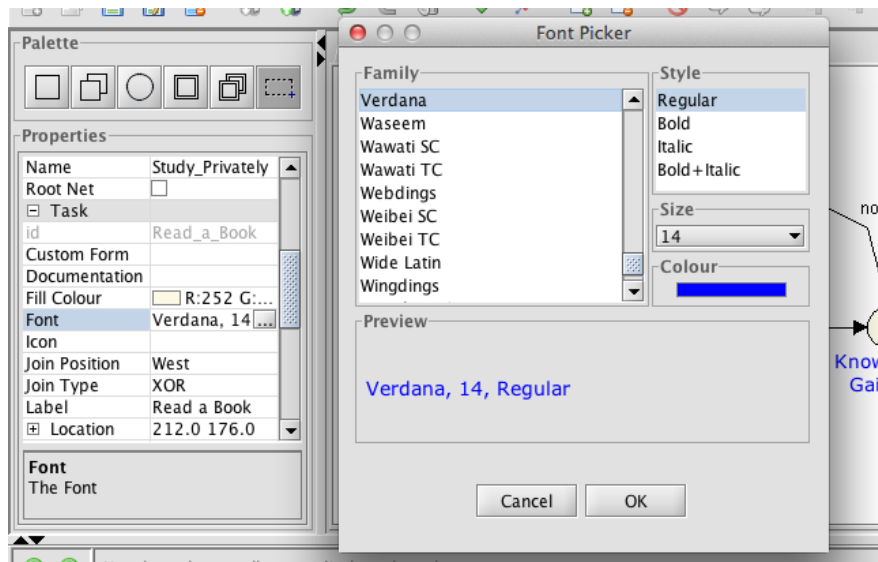 Palette
Properties
Name Study_Privately
Root Net
Task
id Read_a_Book
Custom Form
Documentation
Fill Colour R:252 G:...
Font Verdana, 14 ...
Icon
Join Position West
Join Type XOR
Label Read a Book
Location 212.0 176.0
Font
The Font
Font Picker
Family
Verdana
Waseem
Wawati SC
Wawati TC
Webdings
Weibei SC
Weibei TC
Wide Latin
Wingdings
Style
Regular
Bold
Italic
Bold+Italic
Size
14
Colour
Preview
Verdana, 14, Regular
Cancel OK
no
Know
Gai